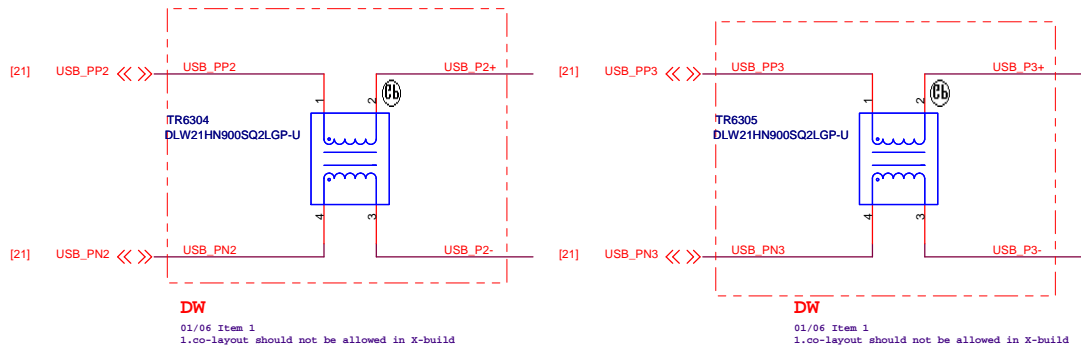 [21] USB_PP2 USB_PP2 USB_P2+ [21] USB_PP3 USB_PP3 USB_P3+
1 2 Cb 1 2 Cb
TR6304 TR6305
DLW21HN900SQ2LGP-U DLW21HN900SQ2LGP-U
4 3 4 3
[21] USB_PN2 USB_PN2 USB_P2- [21] USB_PN3 USB_PN3 USB_P3-
DW DW
01/06 Item 1 01/06 Item 1
1.co-layout should not be allowed in X-build 1.co-layout should not be allowed in X-build